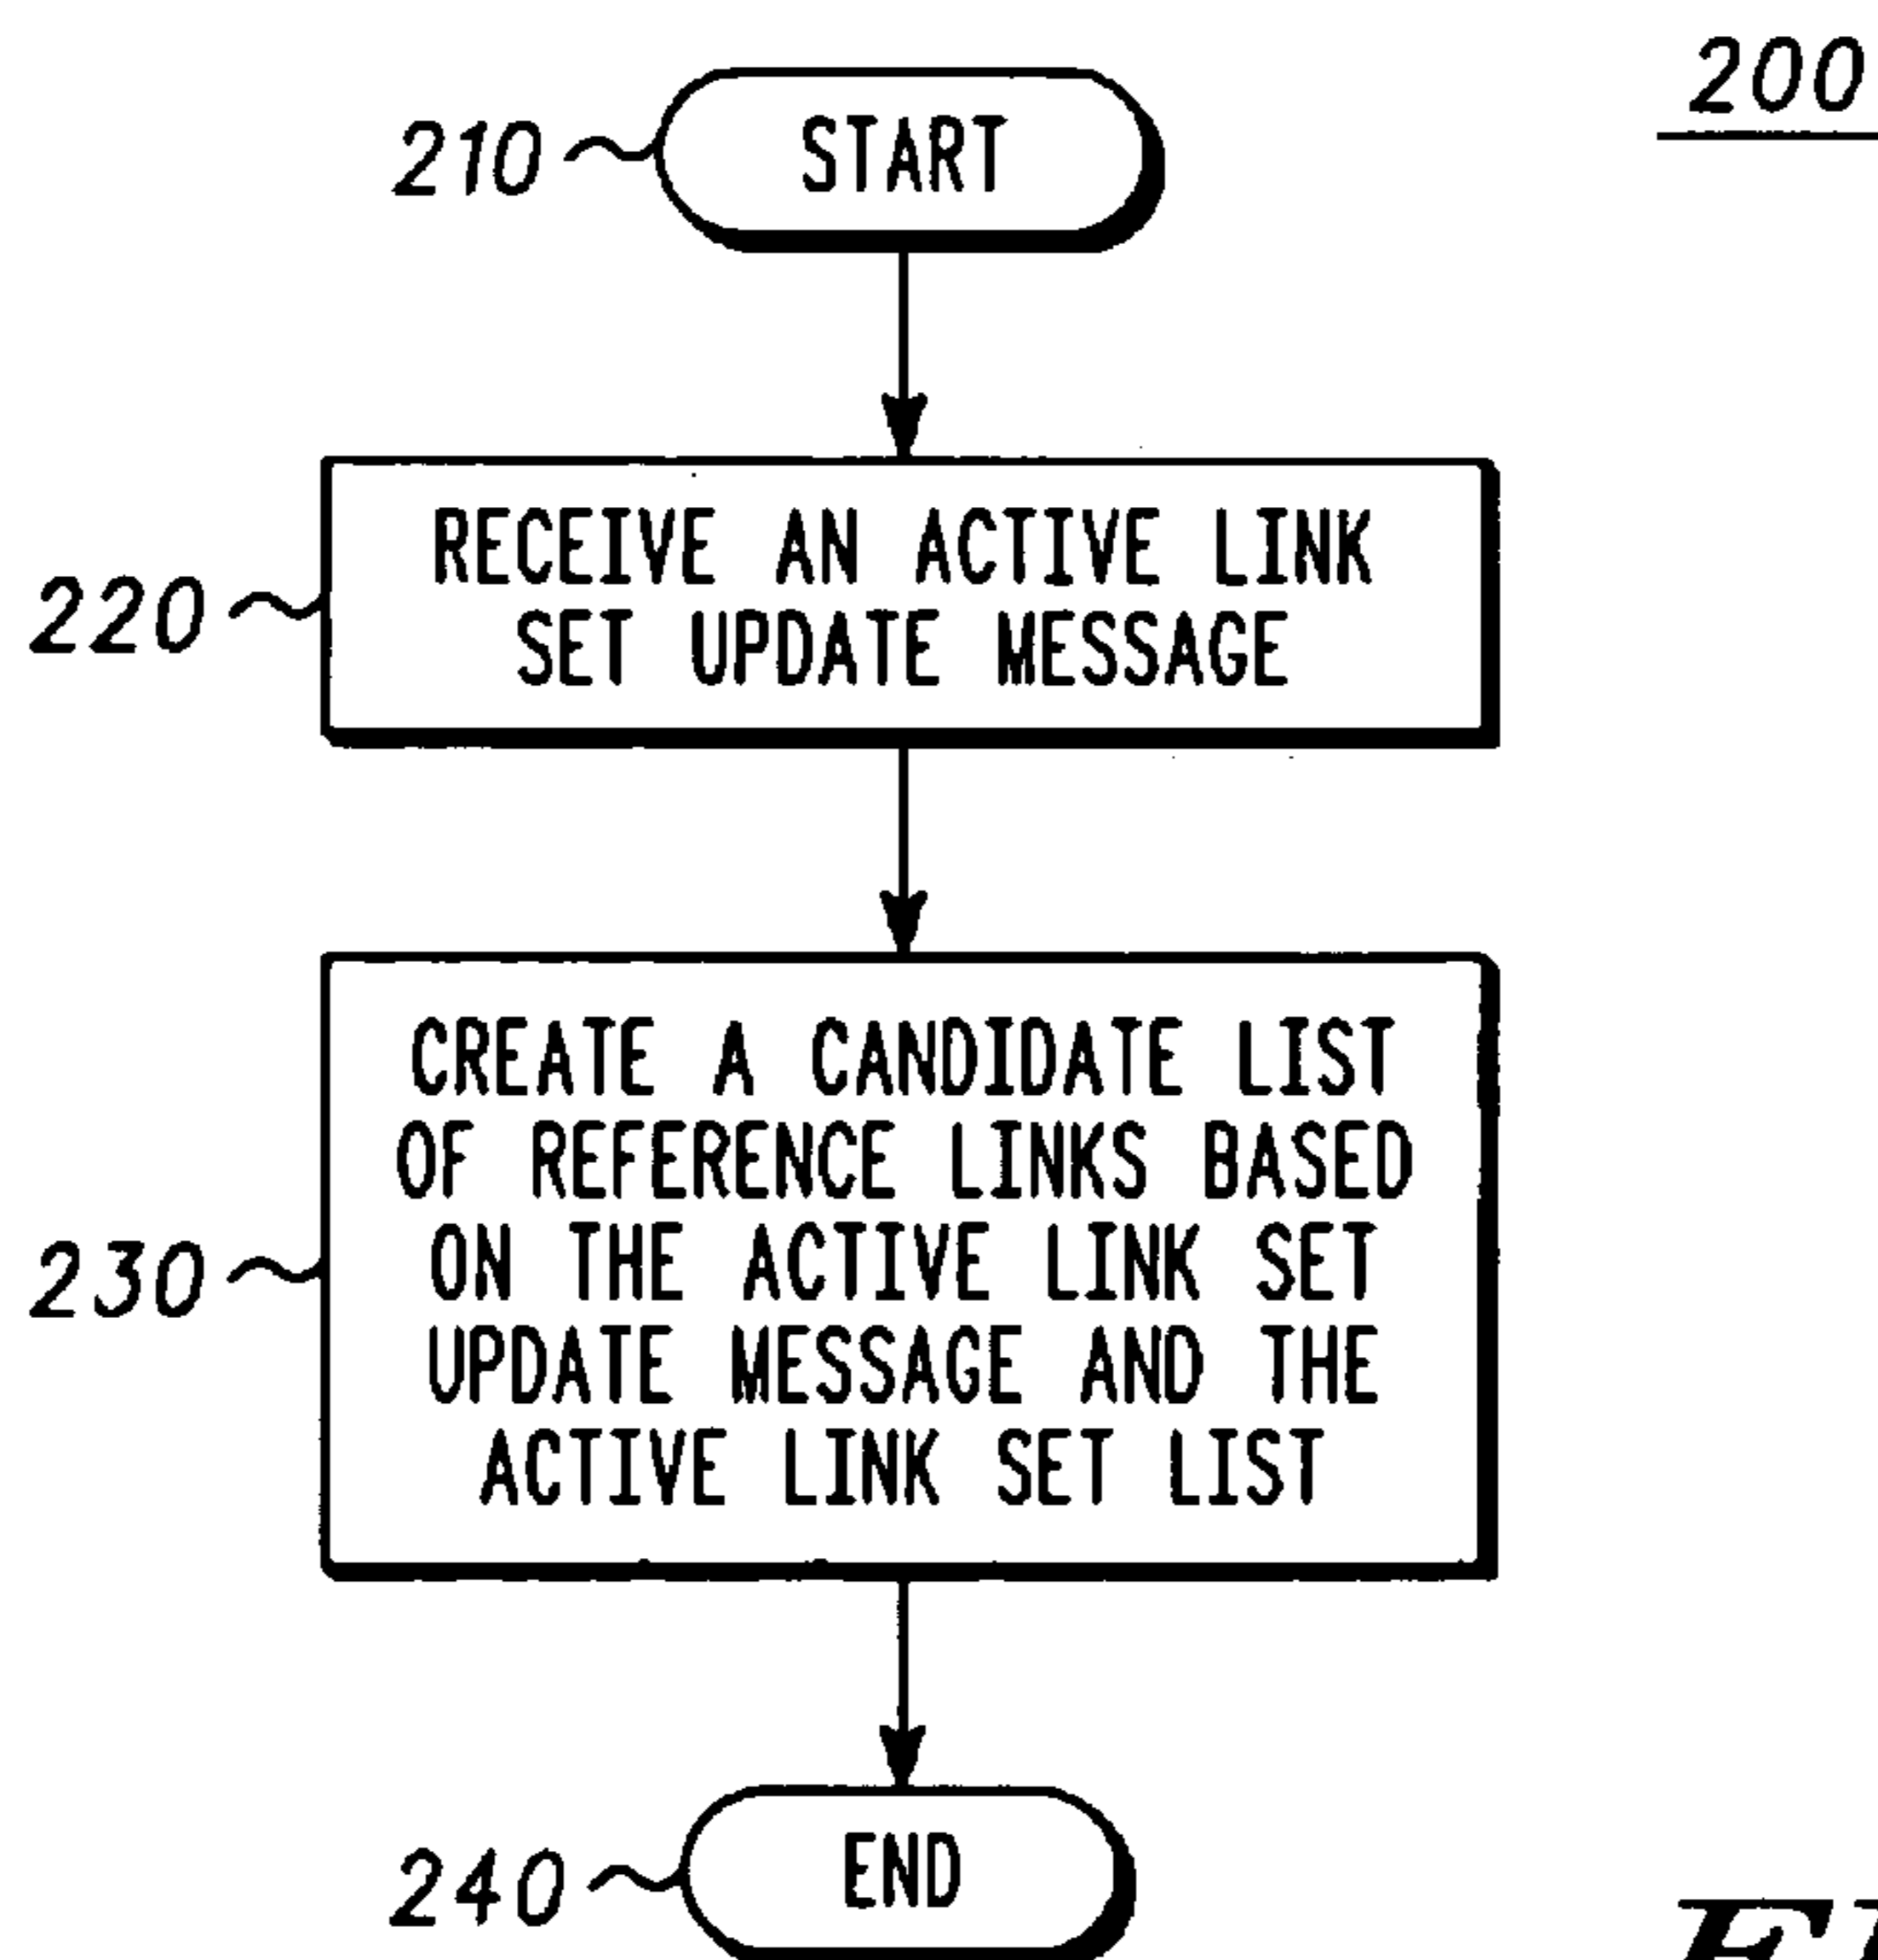 200
210
START
220
RECEIVE AN ACTIVE LINK
SET UPDATE MESSAGE
230
CREATE A CANDIDATE LIST
OF REFERENCE LINKS BASED
ON THE ACTIVE LINK SET
UPDATE MESSAGE AND THE
ACTIVE LINK SET LIST
240
END